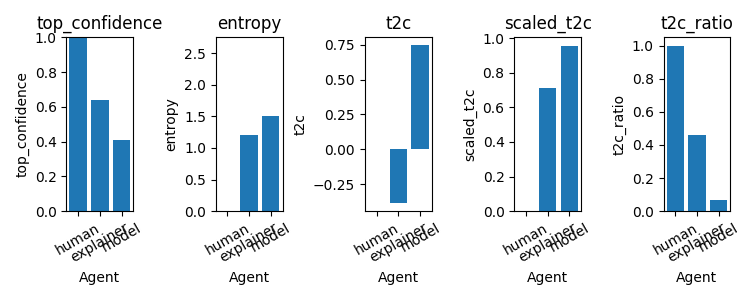 top_confidence
top_confidence
1.0
0.8
0.6
0.4
0.2
0.0
human
explainer
model
Agent
entropy
entropy
2.5
2.0
1.5
1.0
0.5
0.0
human
explainer
model
Agent
t2c
t2c
0.75
0.50
0.25
0.00
−0.25
human
explainer
model
Agent
scaled_t2c
scaled_t2c
1.0
0.8
0.6
0.4
0.2
0.0
human
explainer
model
Agent
t2c_ratio
t2c_ratio
1.0
0.8
0.6
0.4
0.2
0.0
human
explainer
model
Agent